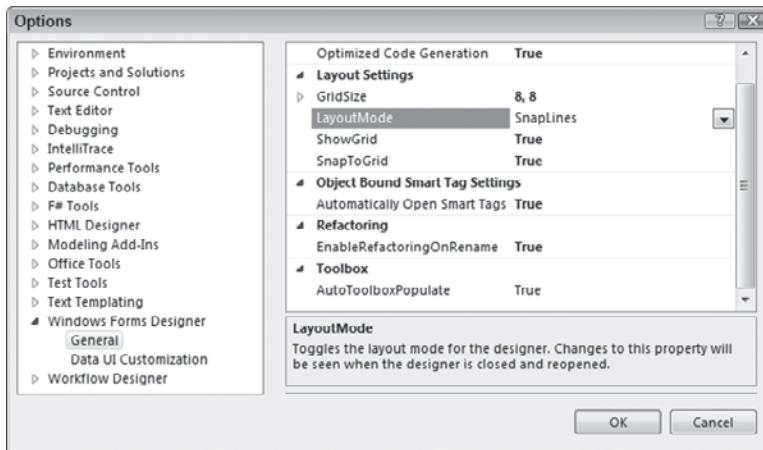 Options
Environment
Projects and Solutions
Source Control
Text Editor
Debugging
IntelliTrace
Performance Tools
Database Tools
F# Tools
HTML Designer
Modeling Add-Ins
Office Tools
Test Tools
Text Templating
Windows Forms Designer
General
Data UI Customization
Workflow Designer
Optimized Code Generation True
Layout Settings
GridSize 8, 8
LayoutMode SnapLines
ShowGrid True
SnapToGrid True
Object Bound Smart Tag Settings
Automatically Open Smart Tags True
Refactoring
EnableRefactoringOnRename True
Toolbox
AutoToolboxPopulate True
LayoutMode
Toggles the layout mode for the designer. Changes to this property will
be seen when the designer is closed and reopened.
OK Cancel